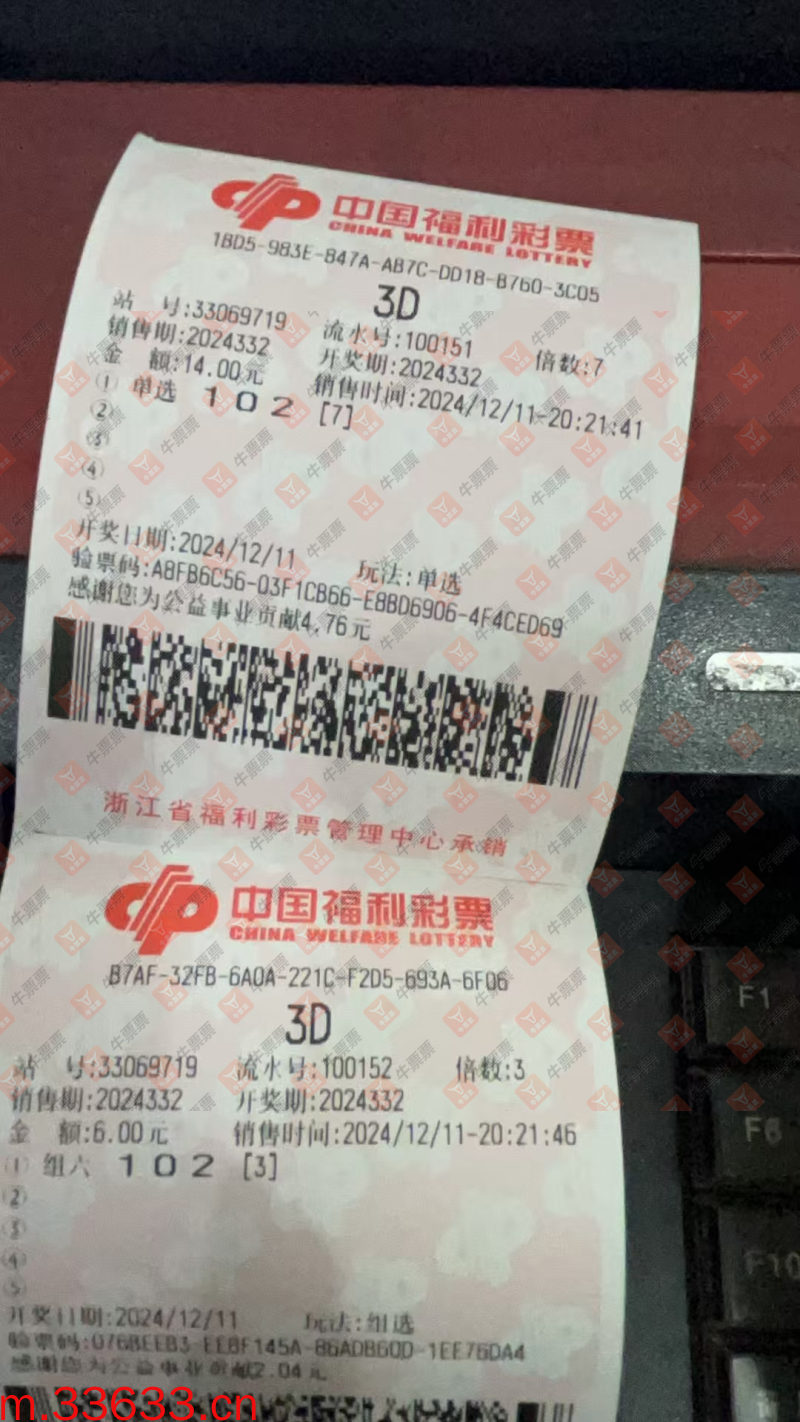 中国福利彩票
CHINA WELFARE LOTTERY
18D5-983E-847A-AB7C-DD18-B760-3C05
3D
站 号:33069719 流水号:100151 倍数:7
销售期:2024332 开奖期:2024332
金 额:14.00元 销售时间:2024/12/11-20:21:41
① 单选 102 [7]
②
③
④
⑤
开奖日期:2024/12/11 玩法:单选
验票码:A8FB6C56-03F1CB66-E8BD6906-4F4CED69
感谢您为公益事业贡献4.76元
浙江省福利彩票管理中心承销
中国福利彩票
CHINA WELFARE LOTTERY
B7AF-32FB-6A0A-221C-F2D5-693A-6F06
3D
站 号:33069719 流水号:100152 倍数:3
销售期:2024332 开奖期:2024332
金 额:6.00元 销售时间:2024/12/11-20:21:46
① 组六 102 [3]
②
③
④
⑤
开奖日期:2024/12/11 玩法:组选
验票码:076BEEB3-EE8F145A-86ADB60D-1EE76DA4
感谢您为公益事业贡献2.04元
F1
F6
F10
牛票票
m.33633.cn